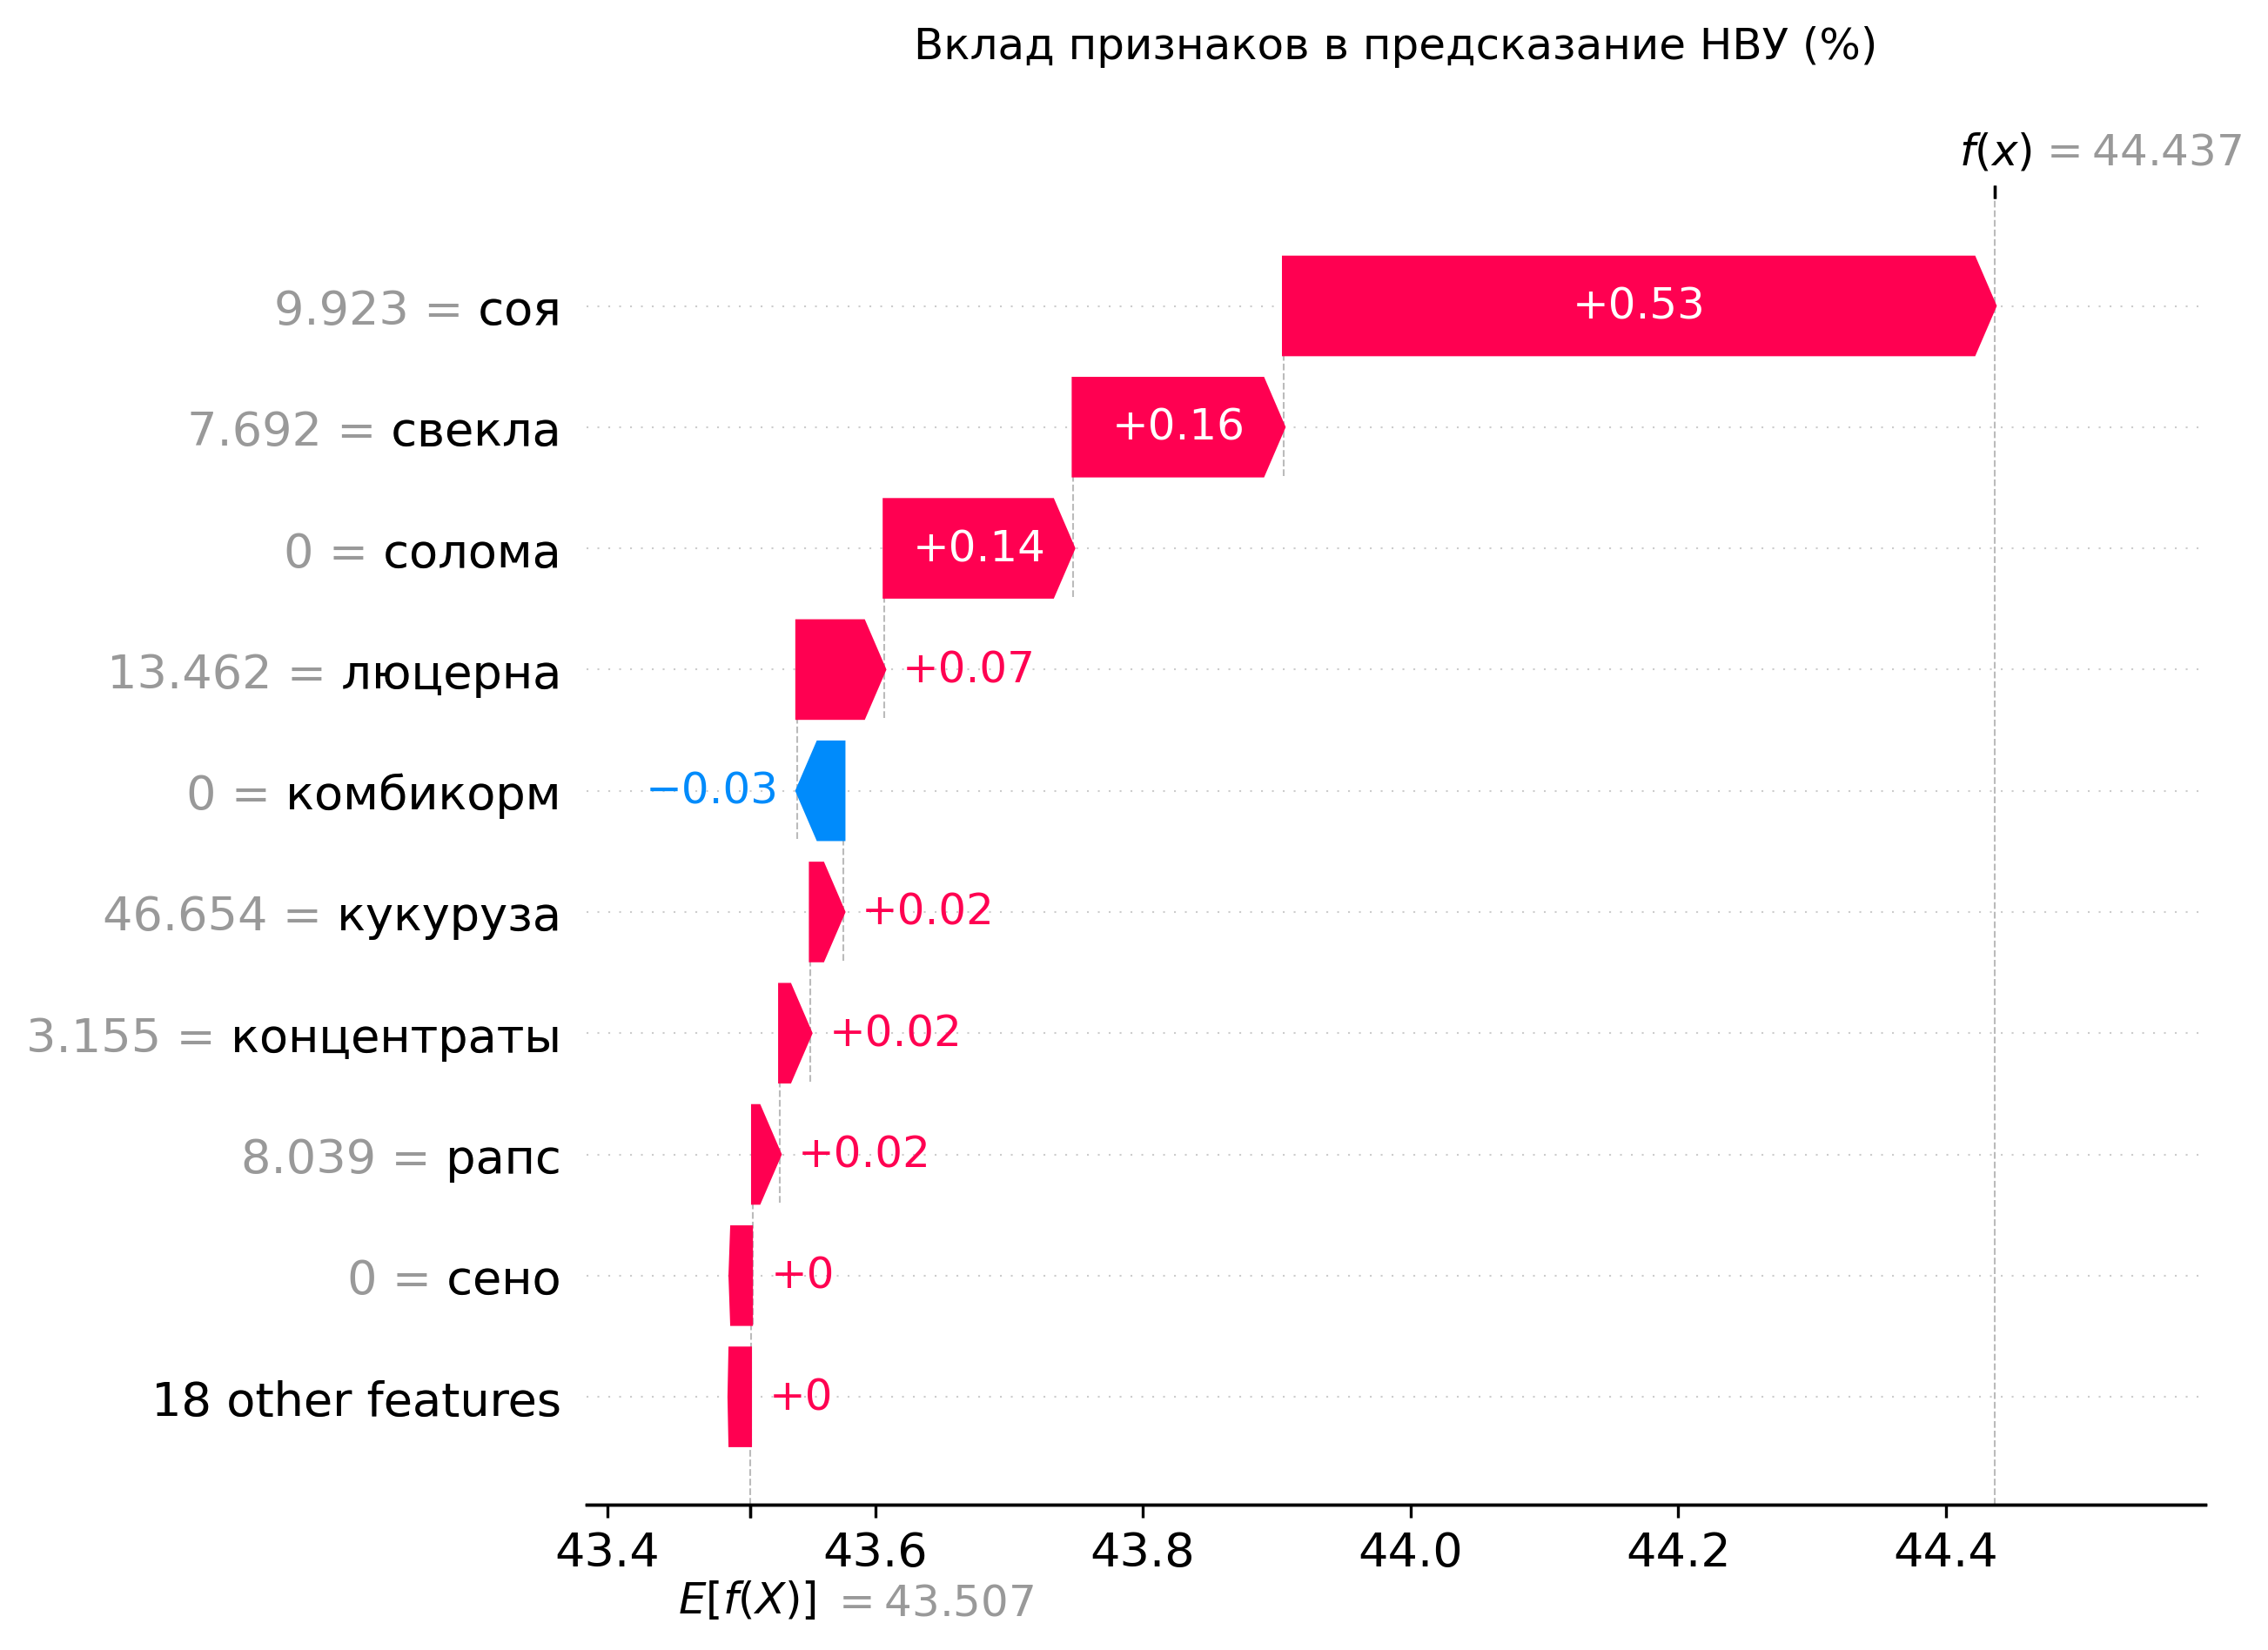 Вклад признаков в предсказание НВУ (%)
f(x) = 44.437
9.923 = соя
+0.53
7.692 = свекла
+0.16
0 = солома
+0.14
13.462 = люцерна
+0.07
0 = комбикорм
−0.03
46.654 = кукуруза
+0.02
3.155 = концентраты
+0.02
8.039 = рапс
+0.02
0 = сено
+0
18 other features
+0
43.4 43.6 43.8 44.0 44.2 44.4
E[f(X)] = 43.507